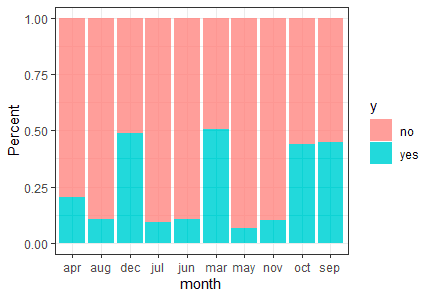 1.00
0.75
0.50
0.25
0.00
Percent
apr aug dec jul jun mar may nov oct sep
month
y
no
yes